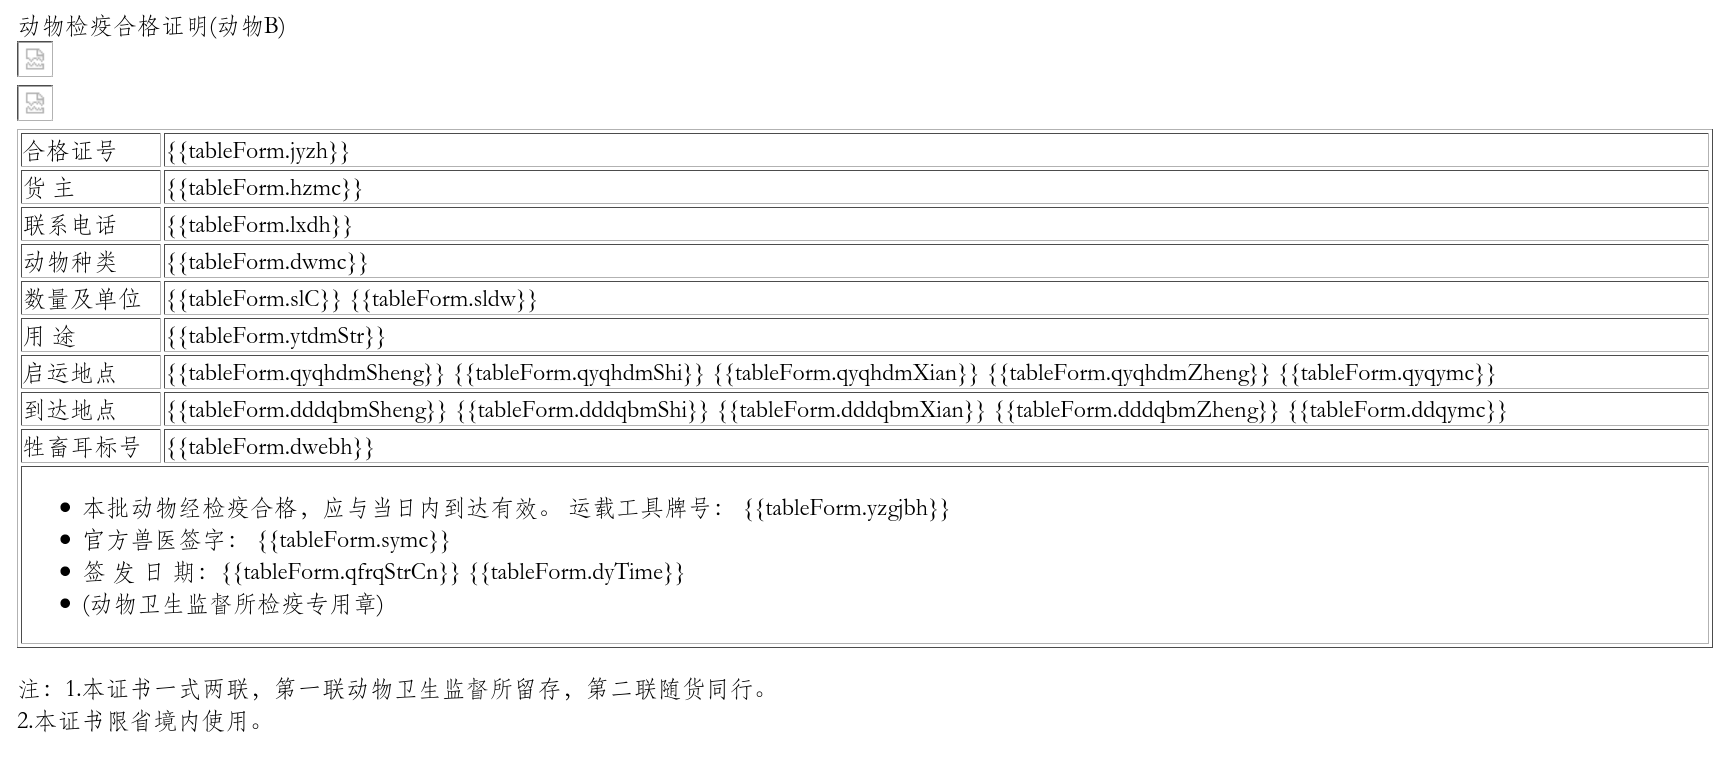 动物检疫合格证明(动物B)
合格证号 {{tableForm.jyzh}}
货 主 {{tableForm.hzmc}}
联系电话 {{tableForm.lxdh}}
动物种类 {{tableForm.dwmc}}
数量及单位 {{tableForm.slC}} {{tableForm.sldw}}
用 途 {{tableForm.ytdmStr}}
启运地点 {{tableForm.qyqhdmSheng}} {{tableForm.qyqhdmShi}} {{tableForm.qyqhdmXian}} {{tableForm.qyqhdmZheng}} {{tableForm.qyqymc}}
到达地点 {{tableForm.dddqbmSheng}} {{tableForm.dddqbmShi}} {{tableForm.dddqbmXian}} {{tableForm.dddqbmZheng}} {{tableForm.ddqymc}}
牲畜耳标号 {{tableForm.dwebh}}
本批动物经检疫合格，应与当日内到达有效。 运载工具牌号： {{tableForm.yzgjbh}}
官方兽医签字： {{tableForm.symc}}
签 发 日 期：{{tableForm.qfrqStrCn}} {{tableForm.dyTime}}
(动物卫生监督所检疫专用章)
注：1.本证书一式两联，第一联动物卫生监督所留存，第二联随货同行。
2.本证书限省境内使用。